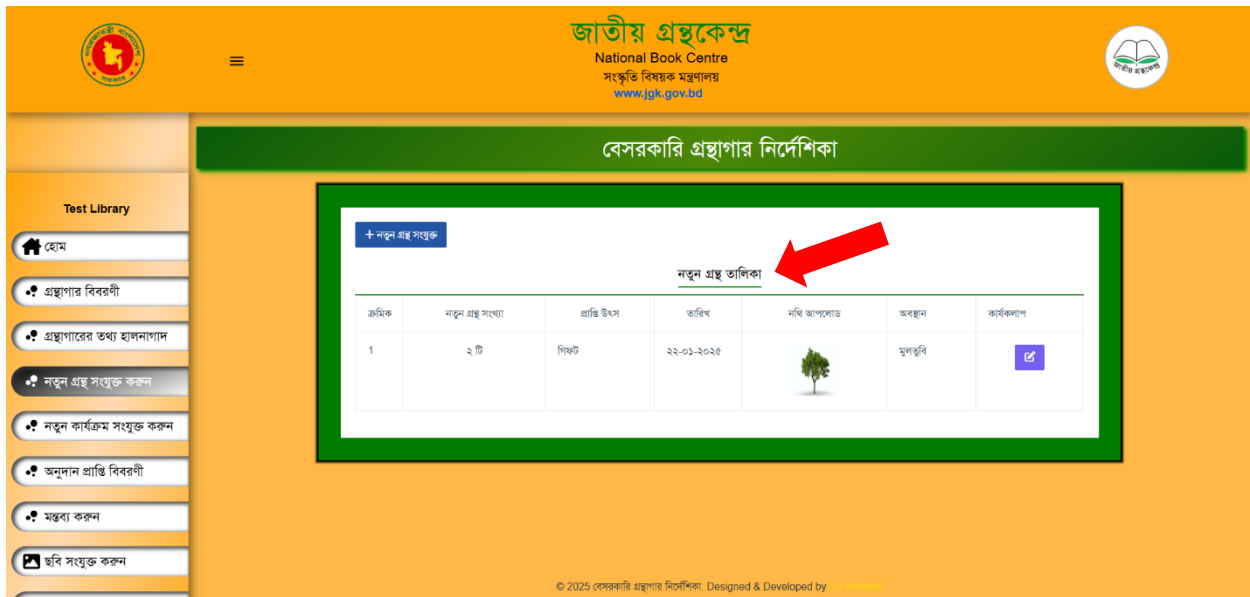 জাতীয় গ্রন্থকেন্দ্র
National Book Centre
সংস্কৃতি বিষয়ক মন্ত্রণালয়
www.jgk.gov.bd
জাতীয় গ্রন্থকেন্দ্র
বেসরকারি গ্রন্থাগার নির্দেশিকা
Test Library
হোম
গ্রন্থাগার বিবরণী
গ্রন্থাগারের তথ্য হালনাগাদ
নতুন গ্রন্থ সংযুক্ত করুন
নতুন কার্যক্রম সংযুক্ত করুন
অনুদান প্রাপ্তি বিবরণী
মন্তব্য করুন
ছবি সংযুক্ত করুন
+ নতুন গ্রন্থ সংযুক্ত
নতুন গ্রন্থ তালিকা
ক্রমিক নতুন গ্রন্থ সংখ্যা প্রাপ্তি উৎস তারিখ নথি আপলোড অবস্থান কার্যকলাপ
1 ২ টি গিফট ২২-০১-২০২৫ মুলতুবি
© 2025 বেসরকারি গ্রন্থাগার নির্দেশিকা. Designed & Developed by